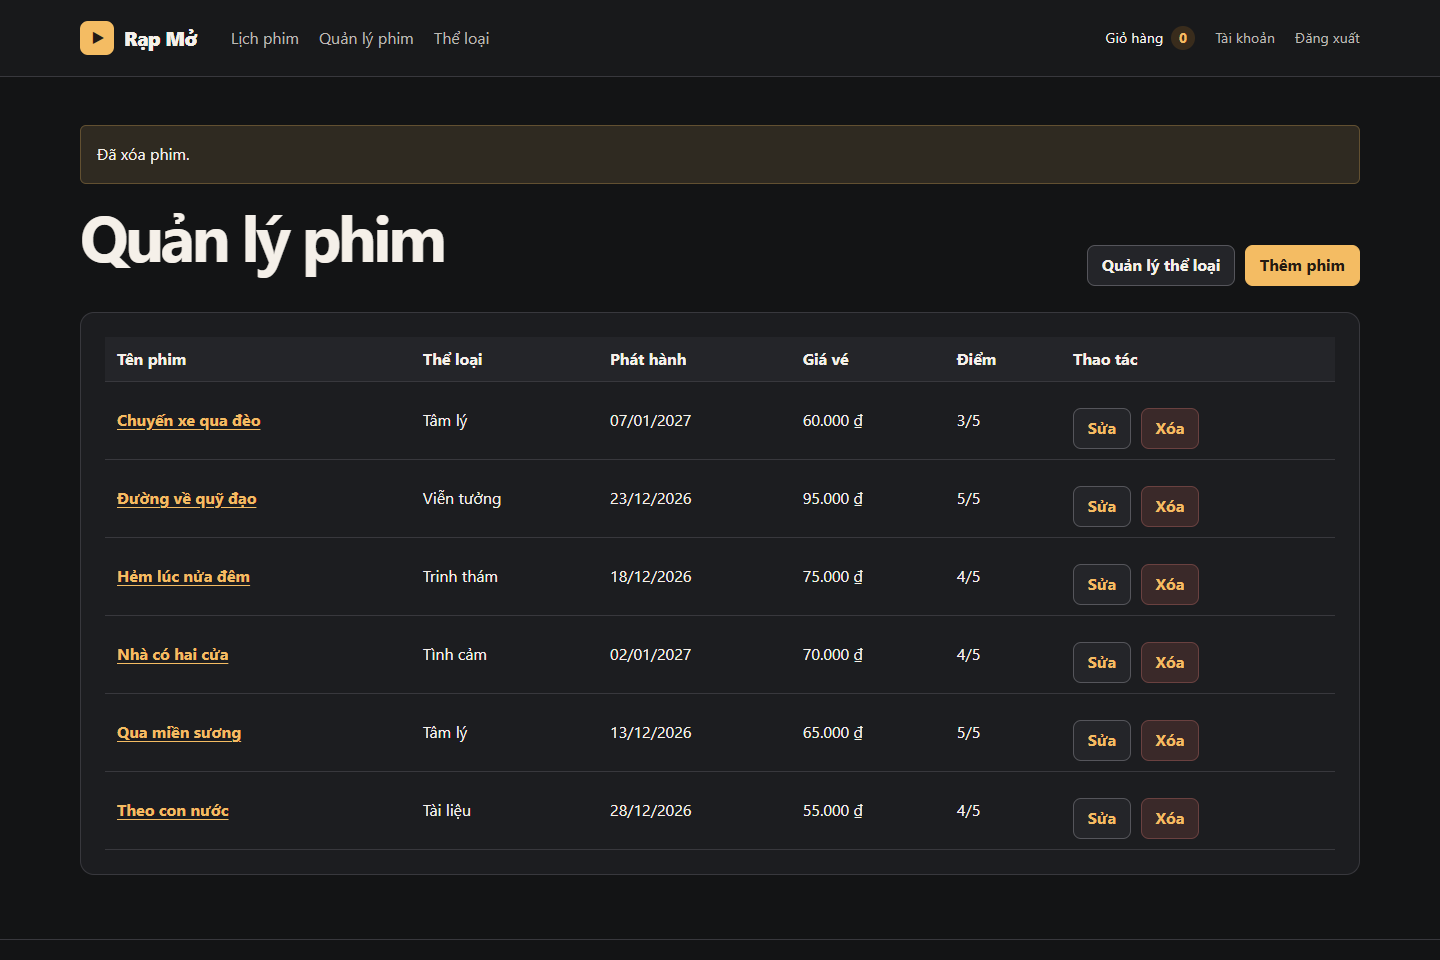 Rạp Mở Lịch phim Quản lý phim Thể loại Giỏ hàng 0 Tài khoản Đăng xuất
Đã xóa phim.
Quản lý phim
Quản lý thể loại Thêm phim
Tên phim Thể loại Phát hành Giá vé Điểm Thao tác
Chuyến xe qua đèo Tâm lý 07/01/2027 60.000 ₫ 3/5 Sửa Xóa
Đường về quỹ đạo Viễn tưởng 23/12/2026 95.000 ₫ 5/5 Sửa Xóa
Hẻm lúc nửa đêm Trinh thám 18/12/2026 75.000 ₫ 4/5 Sửa Xóa
Nhà có hai cửa Tình cảm 02/01/2027 70.000 ₫ 4/5 Sửa Xóa
Qua miền sương Tâm lý 13/12/2026 65.000 ₫ 5/5 Sửa Xóa
Theo con nước Tài liệu 28/12/2026 55.000 ₫ 4/5 Sửa Xóa